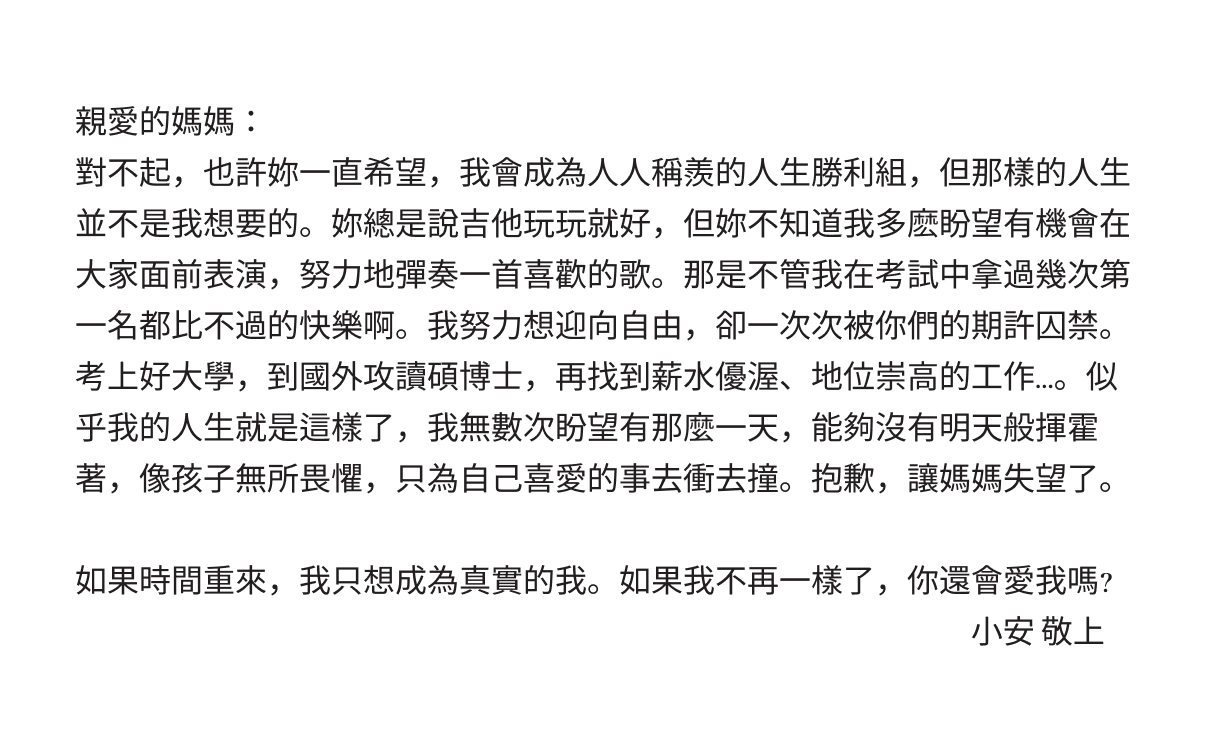 親愛的媽媽：
對不起，也許妳一直希望，我會成為人人稱羨的人生勝利組，但那樣的人生
並不是我想要的。妳總是說吉他玩玩就好，但妳不知道我多麼盼望有機會在
大家面前表演，努力地彈奏一首喜歡的歌。那是不管我在考試中拿過幾次第
一名都比不過的快樂啊。我努力想迎向自由，卻一次次被你們的期許囚禁。
考上好大學，到國外攻讀碩博士，再找到薪水優渥、地位崇高的工作...。似
乎我的人生就是這樣了，我無數次盼望有那麼一天，能夠沒有明天般揮霍
著，像孩子無所畏懼，只為自己喜愛的事去衝去撞。抱歉，讓媽媽失望了。
如果時間重來，我只想成為真實的我。如果我不再一樣了，你還會愛我嗎?
小安 敬上